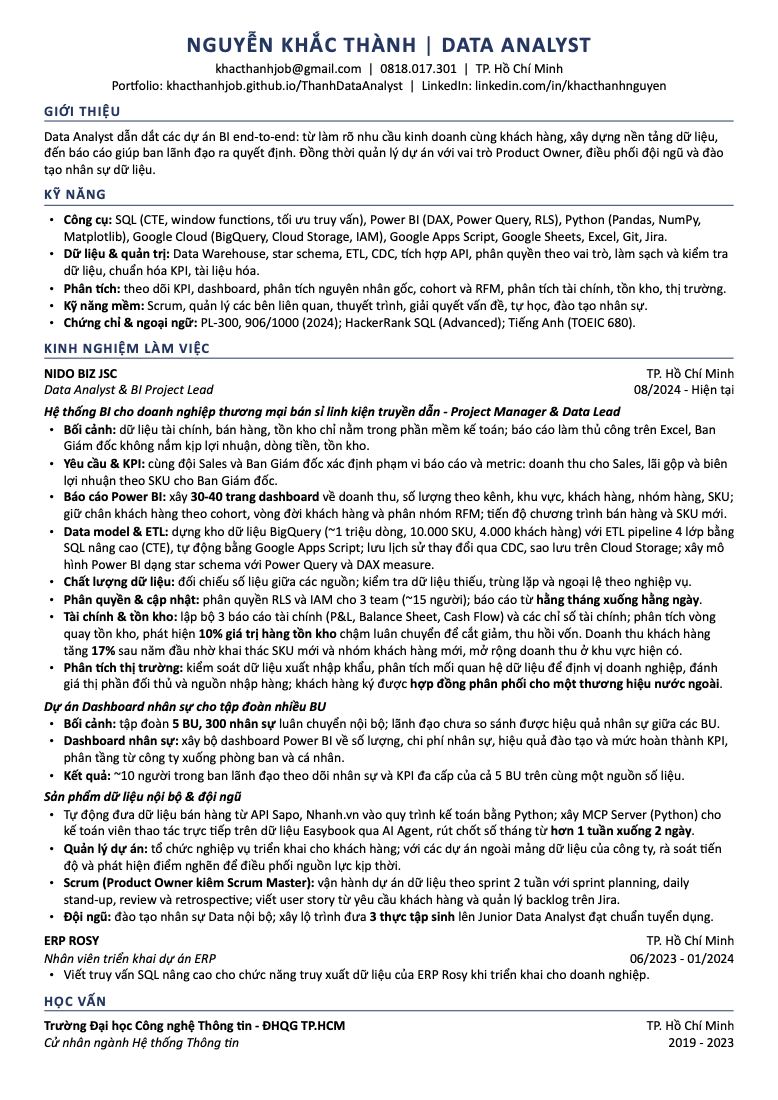 NGUYỄN KHẮC THÀNH | DATA ANALYST
khacthanhjob@gmail.com | 0818.017.301 | TP. Hồ Chí Minh
Portfolio: khacthanhjob.github.io/ThanhDataAnalyst | LinkedIn: linkedin.com/in/khacthanhnguyen
GIỚI THIỆU
Data Analyst dẫn dắt các dự án BI end-to-end: từ làm rõ nhu cầu kinh doanh cùng khách hàng, xây dựng nền tảng dữ liệu,
đến báo cáo giúp ban lãnh đạo ra quyết định. Đồng thời quản lý dự án với vai trò Product Owner, điều phối đội ngũ và đào
tạo nhân sự dữ liệu.
KỸ NĂNG
• Công cụ: SQL (CTE, window functions, tối ưu truy vấn), Power BI (DAX, Power Query, RLS), Python (Pandas, NumPy,
Matplotlib), Google Cloud (BigQuery, Cloud Storage, IAM), Google Apps Script, Google Sheets, Excel, Git, Jira.
• Dữ liệu & quản trị: Data Warehouse, star schema, ETL, CDC, tích hợp API, phân quyền theo vai trò, làm sạch và kiểm tra
dữ liệu, chuẩn hóa KPI, tài liệu hóa.
• Phân tích: theo dõi KPI, dashboard, phân tích nguyên nhân gốc, cohort và RFM, phân tích tài chính, tồn kho, thị trường.
• Kỹ năng mềm: Scrum, quản lý các bên liên quan, thuyết trình, giải quyết vấn đề, tự học, đào tạo nhân sự.
• Chứng chỉ & ngoại ngữ: PL-300, 906/1000 (2024); HackerRank SQL (Advanced); Tiếng Anh (TOEIC 680).
KINH NGHIỆM LÀM VIỆC
NIDO BIZ JSC TP. Hồ Chí Minh
Data Analyst & BI Project Lead 08/2024 - Hiện tại
Hệ thống BI cho doanh nghiệp thương mại bán sỉ linh kiện truyền dẫn - Project Manager & Data Lead
• Bối cảnh: dữ liệu tài chính, bán hàng, tồn kho chỉ nằm trong phần mềm kế toán; báo cáo làm thủ công trên Excel, Ban
Giám đốc không nắm kịp lợi nhuận, dòng tiền, tồn kho.
• Yêu cầu & KPI: cùng đội Sales và Ban Giám đốc xác định phạm vi báo cáo và metric: doanh thu cho Sales, lãi gộp và biên
lợi nhuận theo SKU cho Ban Giám đốc.
• Báo cáo Power BI: xây 30-40 trang dashboard về doanh thu, số lượng theo kênh, khu vực, khách hàng, nhóm hàng, SKU;
giữ chân khách hàng theo cohort, vòng đời khách hàng và phân nhóm RFM; tiến độ chương trình bán hàng và SKU mới.
• Data model & ETL: dựng kho dữ liệu BigQuery (~1 triệu dòng, 10.000 SKU, 4.000 khách hàng) với ETL pipeline 4 lớp bằng
SQL nâng cao (CTE), tự động bằng Google Apps Script; lưu lịch sử thay đổi qua CDC, sao lưu trên Cloud Storage; xây mô
hình Power BI dạng star schema với Power Query và DAX measure.
• Chất lượng dữ liệu: đối chiếu số liệu giữa các nguồn; kiểm tra dữ liệu thiếu, trùng lặp và ngoại lệ theo nghiệp vụ.
• Phân quyền & cập nhật: phân quyền RLS và IAM cho 3 team (~15 người); báo cáo từ hằng tháng xuống hằng ngày.
• Tài chính & tồn kho: lập bộ 3 báo cáo tài chính (P&L, Balance Sheet, Cash Flow) và các chỉ số tài chính; phân tích vòng
quay tồn kho, phát hiện 10% giá trị hàng tồn kho chậm luân chuyển để cắt giảm, thu hồi vốn. Doanh thu khách hàng
tăng 17% sau năm đầu nhờ khai thác SKU mới và nhóm khách hàng mới, mở rộng doanh thu ở khu vực hiện có.
• Phân tích thị trường: kiểm soát dữ liệu xuất nhập khẩu, phân tích mối quan hệ dữ liệu để định vị doanh nghiệp, đánh
giá thị phần đối thủ và nguồn nhập hàng; khách hàng ký được hợp đồng phân phối cho một thương hiệu nước ngoài.
Dự án Dashboard nhân sự cho tập đoàn nhiều BU
• Bối cảnh: tập đoàn 5 BU, 300 nhân sự luân chuyển nội bộ; lãnh đạo chưa so sánh được hiệu quả nhân sự giữa các BU.
• Dashboard nhân sự: xây bộ dashboard Power BI về số lượng, chi phí nhân sự, hiệu quả đào tạo và mức hoàn thành KPI,
phân tầng từ công ty xuống phòng ban và cá nhân.
• Kết quả: ~10 người trong ban lãnh đạo theo dõi nhân sự và KPI đa cấp của cả 5 BU trên cùng một nguồn số liệu.
Sản phẩm dữ liệu nội bộ & đội ngũ
• Tự động đưa dữ liệu bán hàng từ API Sapo, Nhanh.vn vào quy trình kế toán bằng Python; xây MCP Server (Python) cho
kế toán viên thao tác trực tiếp trên dữ liệu Easybook qua AI Agent, rút chốt số tháng từ hơn 1 tuần xuống 2 ngày.
• Quản lý dự án: tổ chức nghiệp vụ triển khai cho khách hàng; với các dự án ngoài mảng dữ liệu của công ty, rà soát tiến
độ và phát hiện điểm nghẽn để điều phối nguồn lực kịp thời.
• Scrum (Product Owner kiêm Scrum Master): vận hành dự án dữ liệu theo sprint 2 tuần với sprint planning, daily
stand-up, review và retrospective; viết user story từ yêu cầu khách hàng và quản lý backlog trên Jira.
• Đội ngũ: đào tạo nhân sự Data nội bộ; xây lộ trình đưa 3 thực tập sinh lên Junior Data Analyst đạt chuẩn tuyển dụng.
ERP ROSY TP. Hồ Chí Minh
Nhân viên triển khai dự án ERP 06/2023 - 01/2024
• Viết truy vấn SQL nâng cao cho chức năng truy xuất dữ liệu của ERP Rosy khi triển khai cho doanh nghiệp.
HỌC VẤN
Trường Đại học Công nghệ Thông tin - ĐHQG TP.HCM TP. Hồ Chí Minh
Cử nhân ngành Hệ thống Thông tin 2019 - 2023